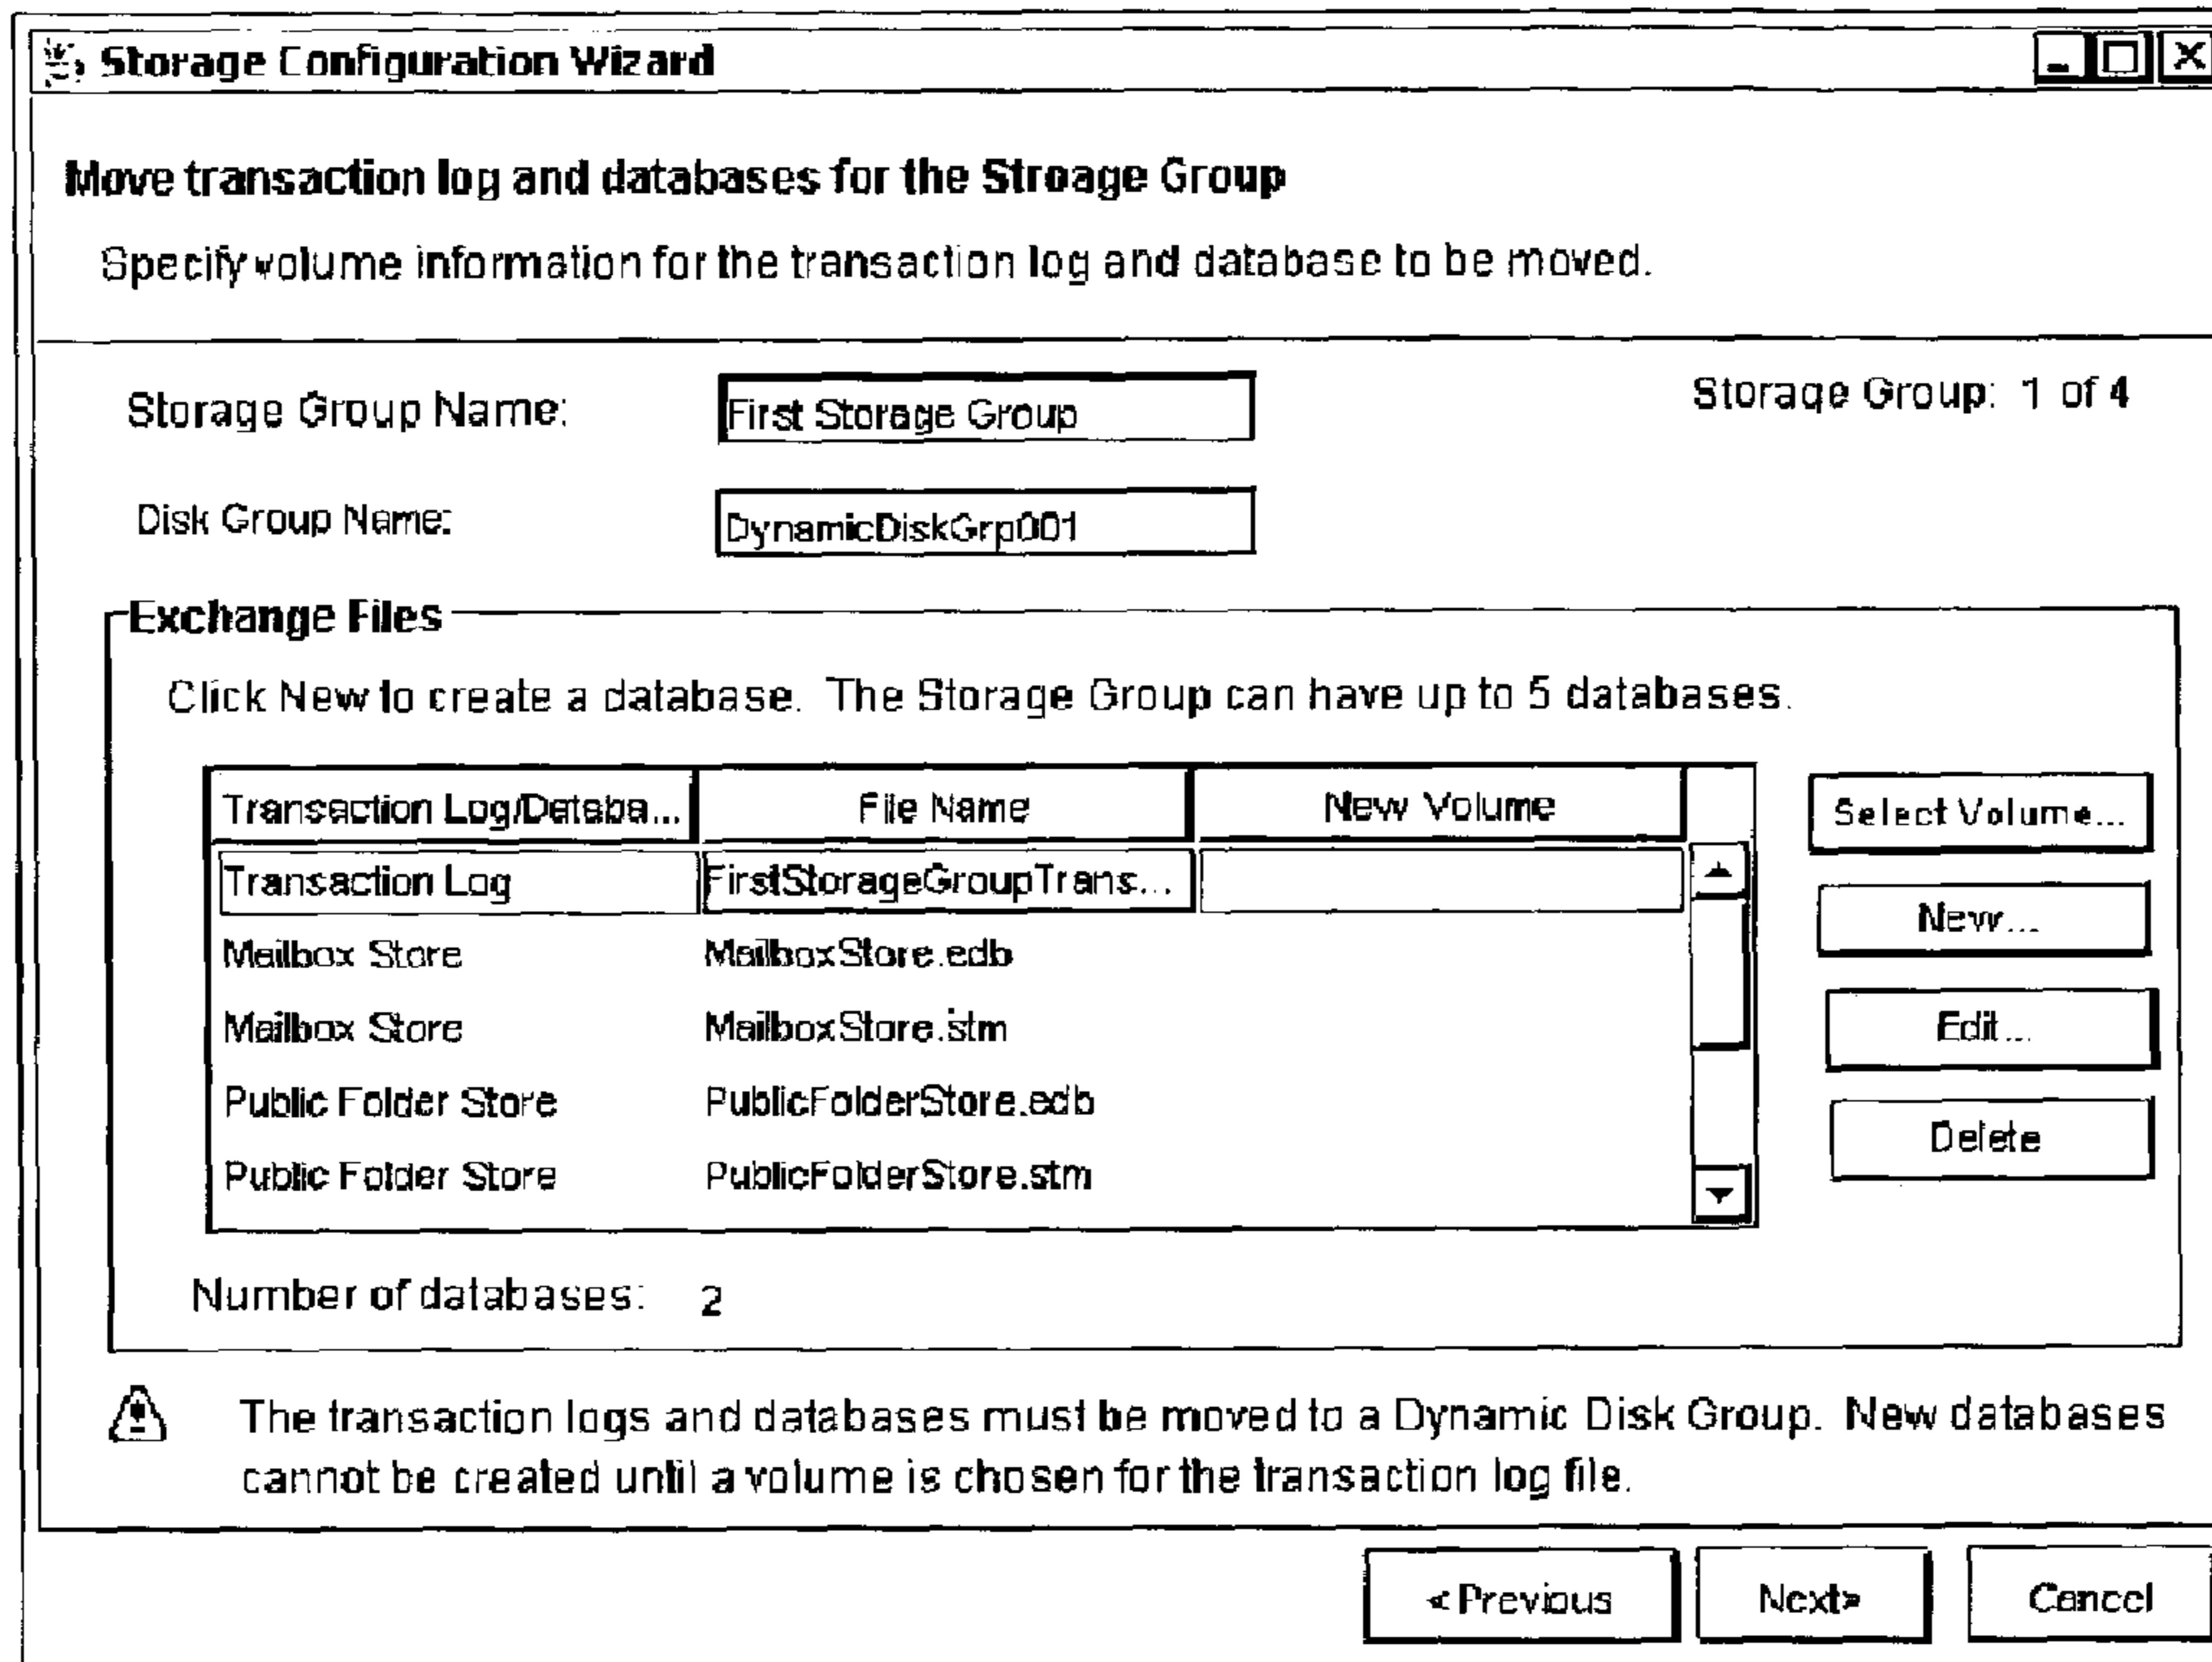 Storage Configuration Wizard
Move transaction log and databases for the Stroage Group
Specify volume information for the transaction log and database to be moved.
Storage Group Name: First Storage Group Storage Group: 1 of 4
Disk Group Name: DynamicDiskGrp001
Exchange Files
Click New to create a database. The Storage Group can have up to 5 databases.
Transaction Log/Databa... File Name New Volume Select Volume...
Transaction Log FirstStorageGroupTrans...
New...
Mailbox Store MailboxStore.edb
Mailbox Store MailboxStore.stm Edit...
Public Folder Store PublicFolderStore.edb
Delete
Public Folder Store PublicFolderStore.stm
Number of databases: 2
The transaction logs and databases must be moved to a Dynamic Disk Group. New databases
cannot be created until a volume is chosen for the transaction log file.
< Previous Next> Cancel